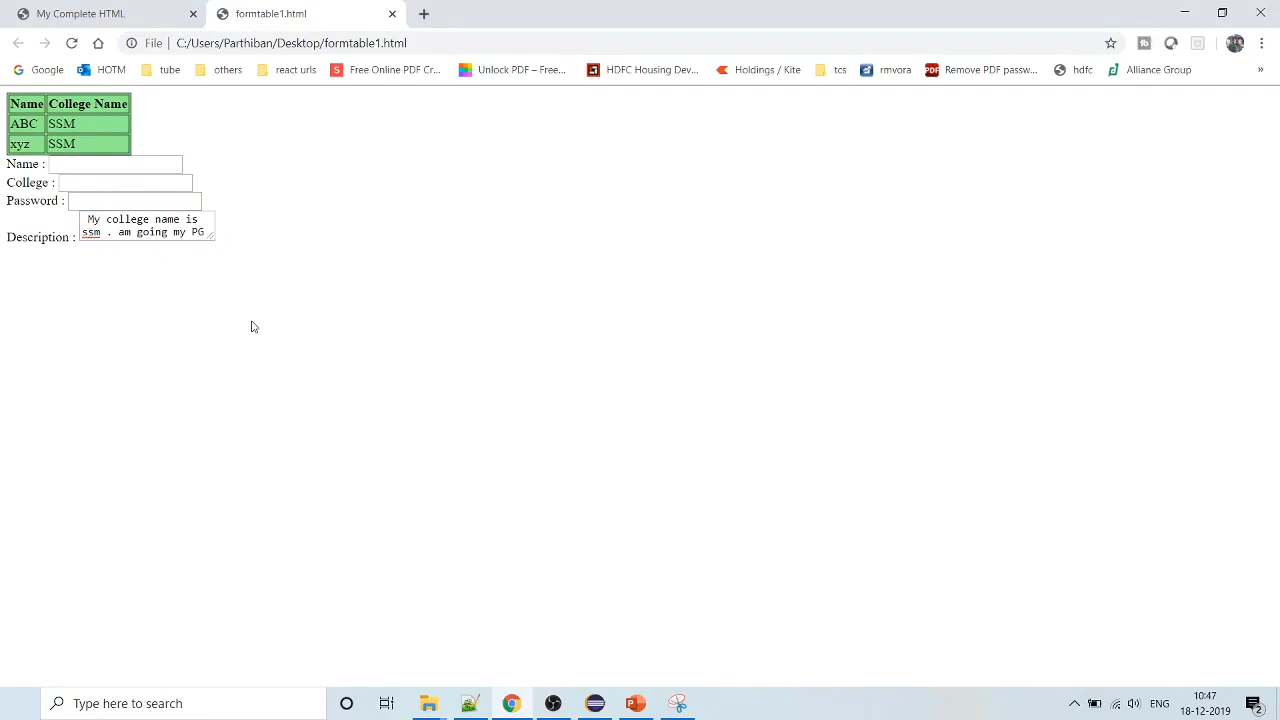 My Complete HTML
formtable1.html
File C:/Users/Parthiban/Desktop/formtable1.html
Google HOTM tube others react urls Free Online PDF Cr... Unlock PDF – Free... HDFC Housing Dev... Holdings / Kite rmvora Remove PDF passw... hdfc Alliance Group »
Name College Name
ABC SSM
xyz SSM
Name :
College :
Password :
My college name is
ssm . am going my PG
Description :
Type here to search
ENG
10:47
18-12-2019
2